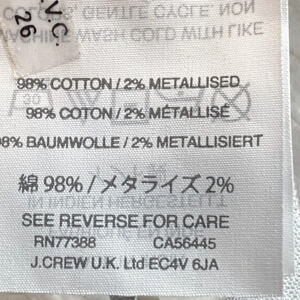 V.C.
26
98% COTTON / 2% METALLISED
98% COTON / 2% METALLISÉ
98% BAUMWOLLE / 2% METALLISIERT
綿 98% / メタライズ 2%
SEE REVERSE FOR CARE
RN77388 CA56445
J.CREW U.K. Ltd EC4V 6JA